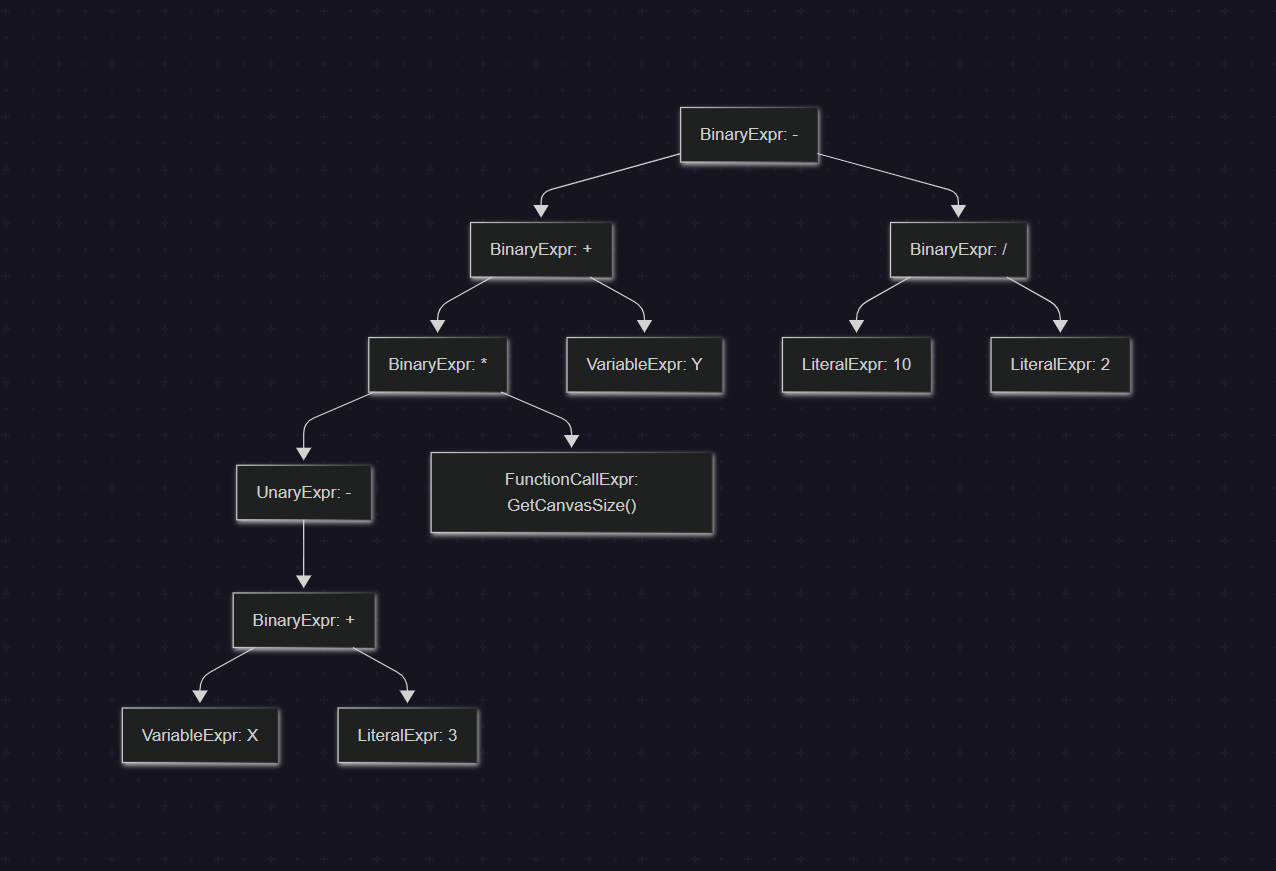 BinaryExpr: -
BinaryExpr: +
BinaryExpr: /
BinaryExpr: *
VariableExpr: Y
LiteralExpr: 10
LiteralExpr: 2
UnaryExpr: -
FunctionCallExpr:
GetCanvasSize()
BinaryExpr: +
VariableExpr: X
LiteralExpr: 3